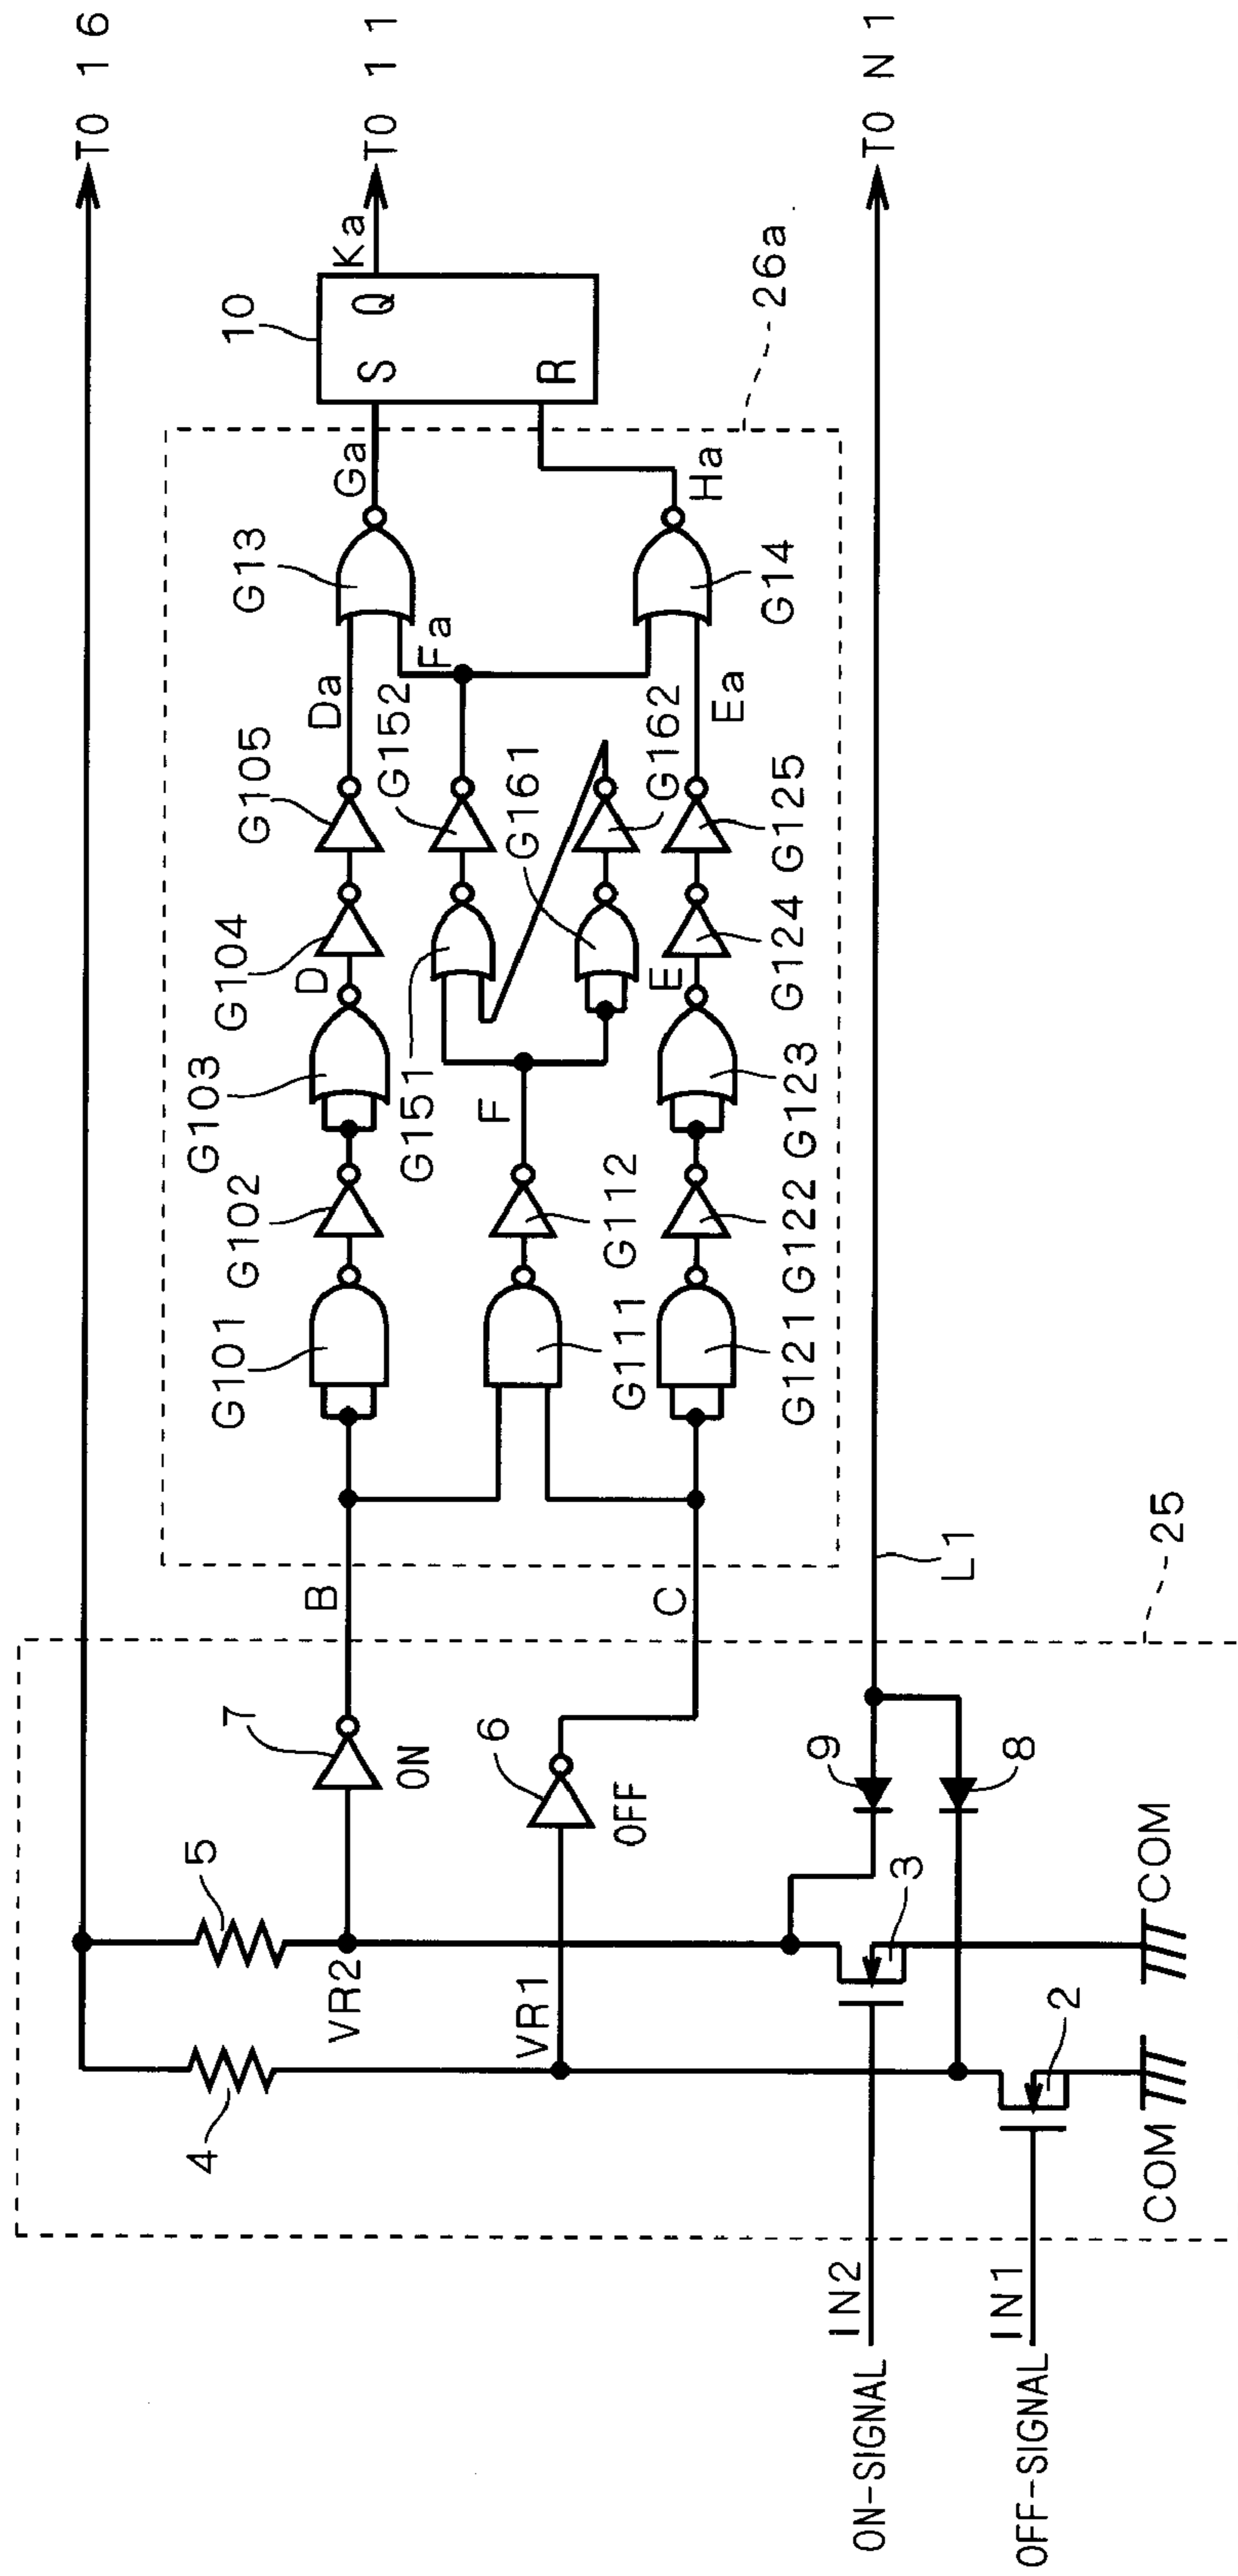 TO 16
TO 11
TO N1
Ka
10
S Q
R
26a
Ga
Ha
G13
G14
Da
Fa
Ea
G105
G152
G161
G162
G125
G104
D
G151
E
G124
G103
F
G123
G102
G112
G122
G101
G111
G121
B
C
L1
25
7
ON
6
OFF
9
8
5
VR2
3
COM
4
VR1
2
COM
IN2
ON-SIGNAL
IN1
OFF-SIGNAL